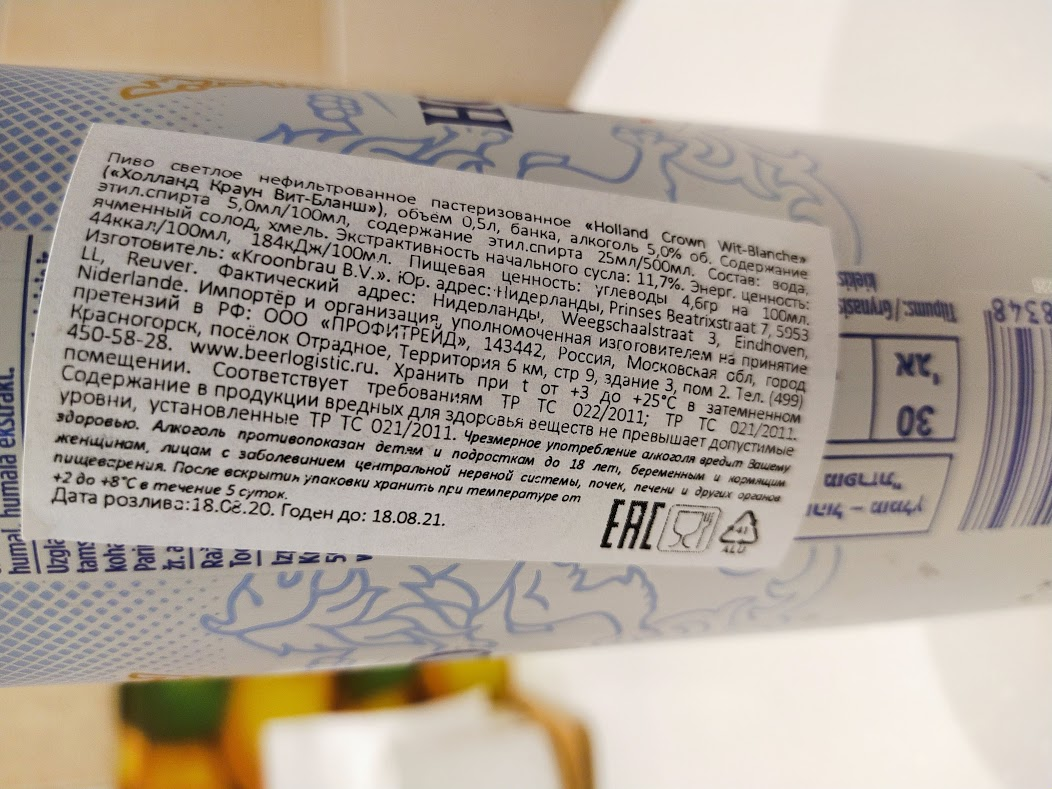 Пиво светлое нефильтрованное пастеризованное «Holland Crown Wit-Blanche»
(«Холланд Краун Вит-Бланш»), объём 0,5л, банка, алкоголь 5,0% об. Содержание
этил.спирта 5,0мл/100мл, содержание этил.спирта 25мл/500мл. Состав: вода,
ячменный солод, хмель. Экстрактивность начального сусла: 11,7%. Энерг. ценность:
44ккал/100мл, 184кДж/100мл. Пищевая ценность: углеводы 4,6гр на 100мл.
Изготовитель: «Kroonbrau B.V.». Юр. адрес: Нидерланды, Prinses Beatrixstraat 7, 5953
LL, Reuver. Фактический адрес: Нидерланды, Weegschaalstraat 3, Eindhoven,
Niderlande. Импортёр и организация, уполномоченная изготовителем на принятие
претензий в РФ: ООО «ПРОФИТРЕЙД», 143442, Россия, Московская обл, город
Красногорск, посёлок Отрадное, Территория 6 км, стр 9, здание 3, пом 2. Тел. (499)
450-58-28. www.beerlogistic.ru. Хранить при t от +3 до +25°C в затемненном
помещении. Соответствует требованиям ТР ТС 022/2011; ТР ТС 021/2011.
Содержание в продукции вредных для здоровья веществ не превышает допустимые
уровни, установленные ТР ТС 021/2011. Чрезмерное употребление алкоголя вредит Вашему
здоровью. Алкоголь противопоказан детям и подросткам до 18 лет, беременным и кормящим
женщинам, лицам с заболеванием центральной нервной системы, почек, печени и других органов
пищеварения. После вскрытия упаковки хранить при температуре от
+2 до +8°C в течение 5 суток.
Дата розлива:18.08.20. Годен до: 18.08.21.
EAC
41
ALU
humala ekstrakt.
Tilpums
30
8348